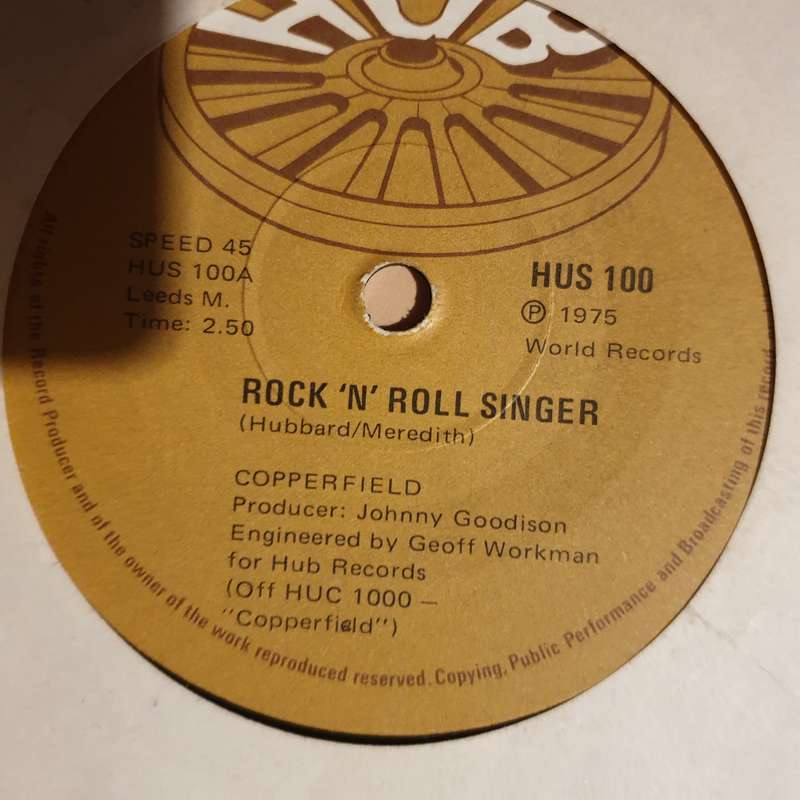 HUB
SPEED 45
HUS 100A
Leeds M.
Time: 2.50
HUS 100
Ⓟ 1975
World Records
ROCK 'N' ROLL SINGER
(Hubbard/Meredith)
COPPERFIELD
Producer: Johnny Goodison
Engineered by Geoff Workman
for Hub Records
(Off HUC 1000 –
"Copperfield")
All rights of the Record Producer and of the owner of the work reproduced reserved. Copying, Public Performance and Broadcasting of this record